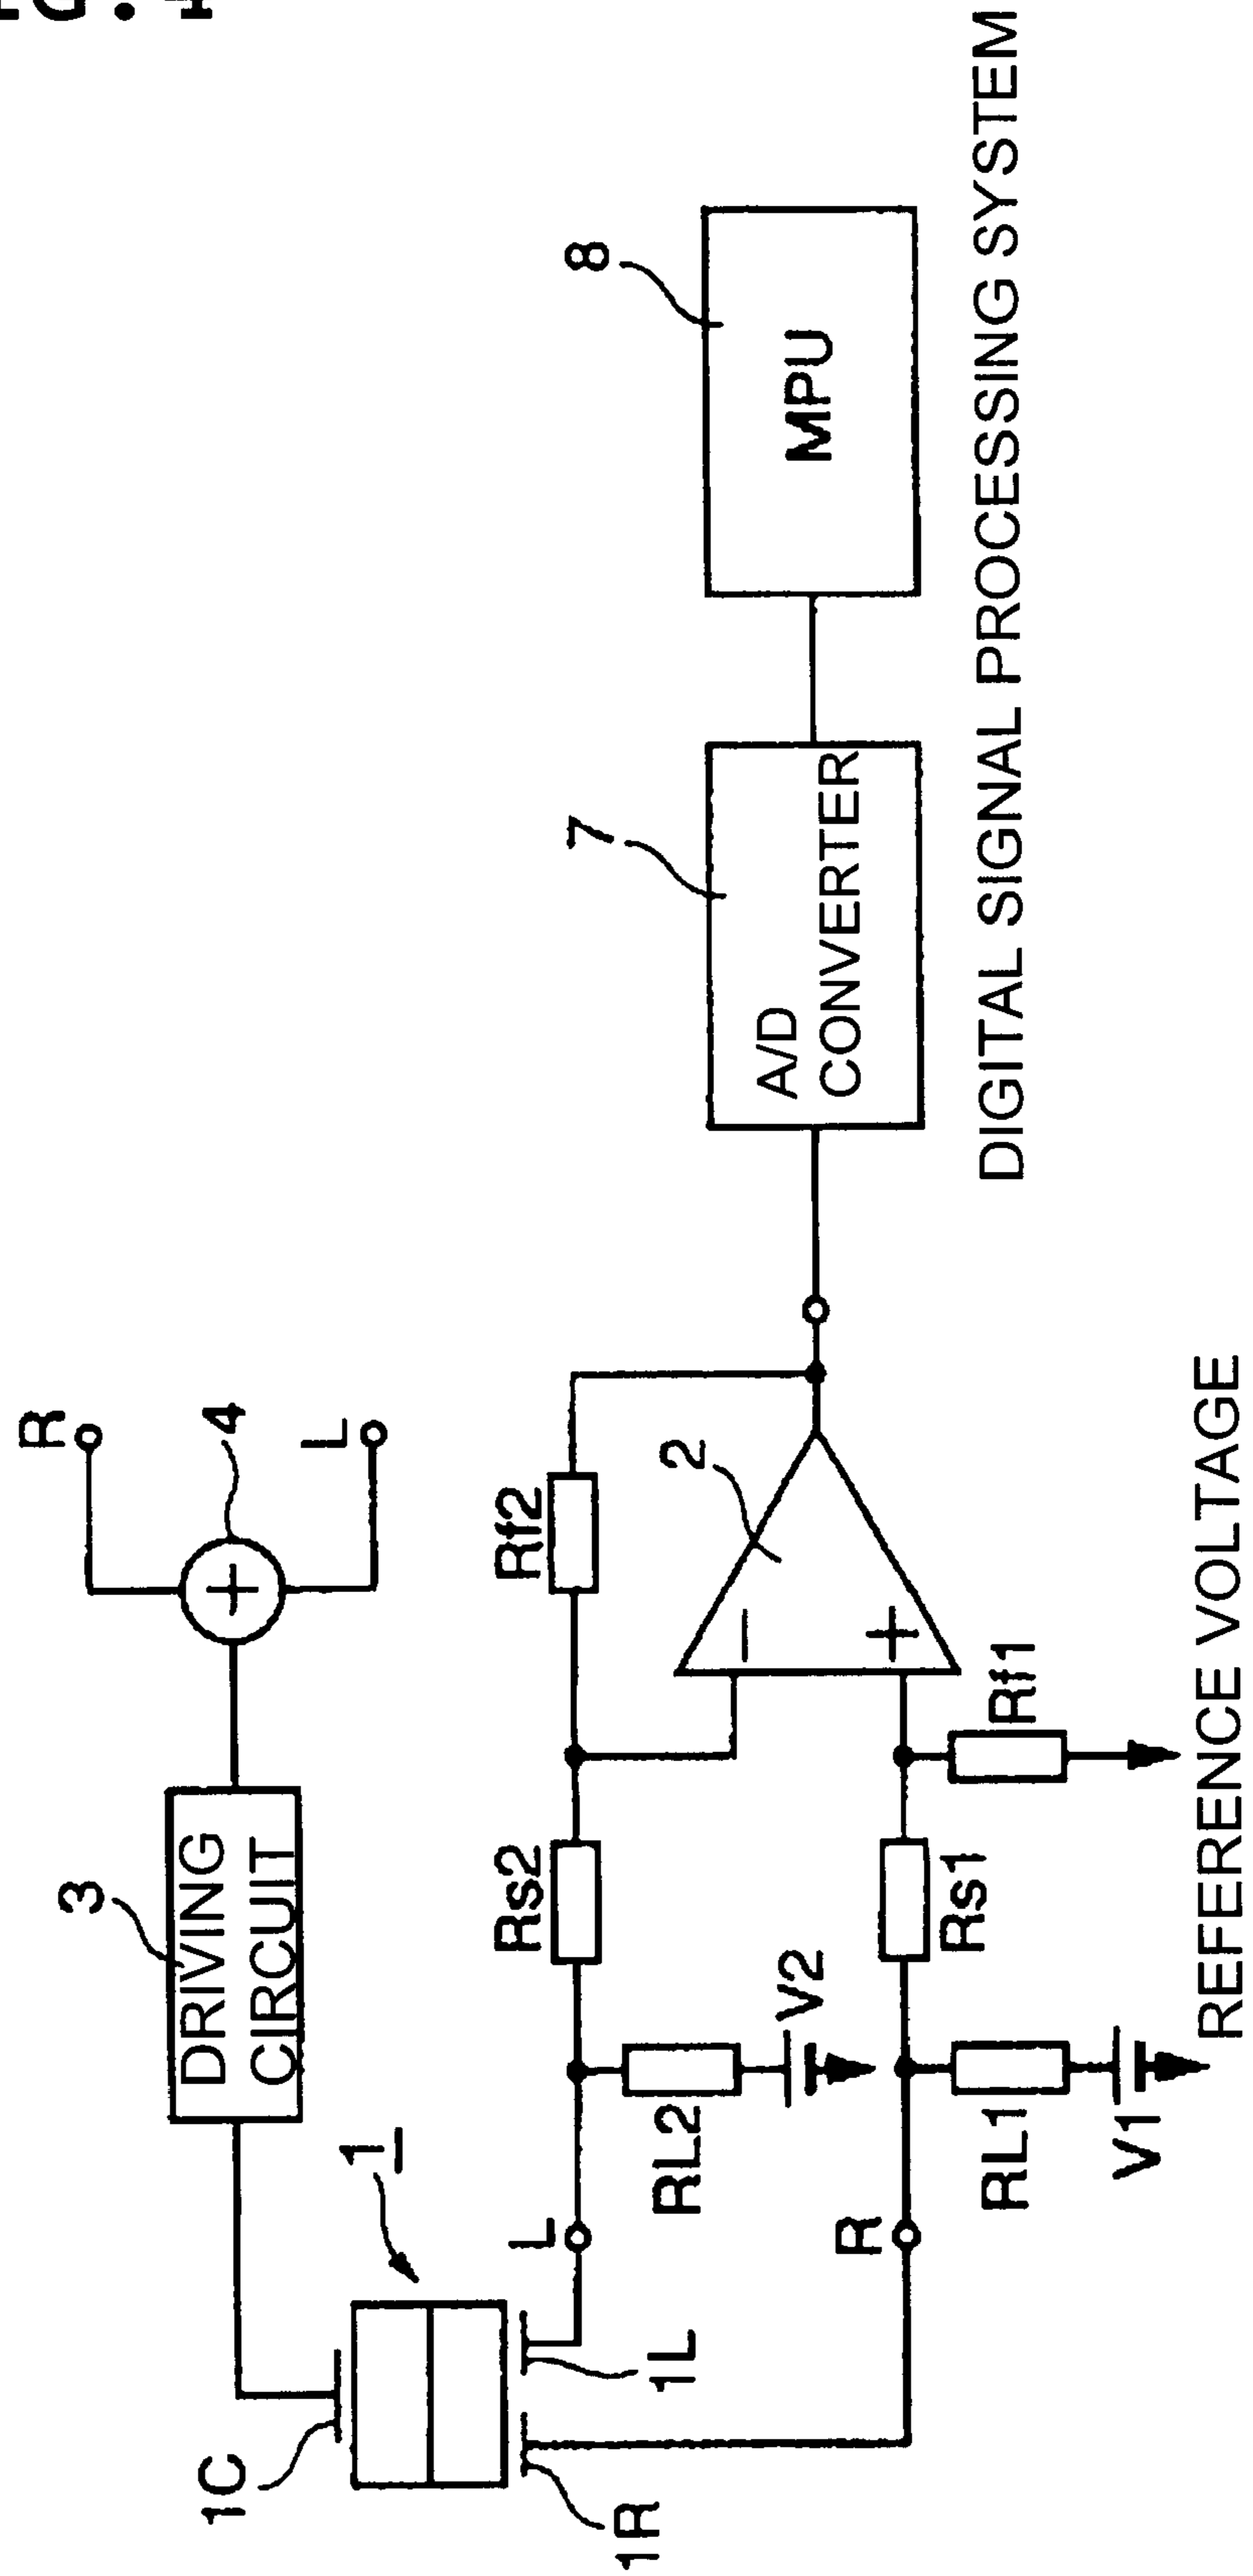 FIG. 4
R
4
L
3
DRIVING
CIRCUIT
1
1C
8
MPU
7
A/D
CONVERTER
Rf2
2
−
+
Rs2
L
RL2
V2
1L
1R
R
Rs1
Rf1
RL1
V1
DIGITAL SIGNAL PROCESSING SYSTEM
REFERENCE VOLTAGE